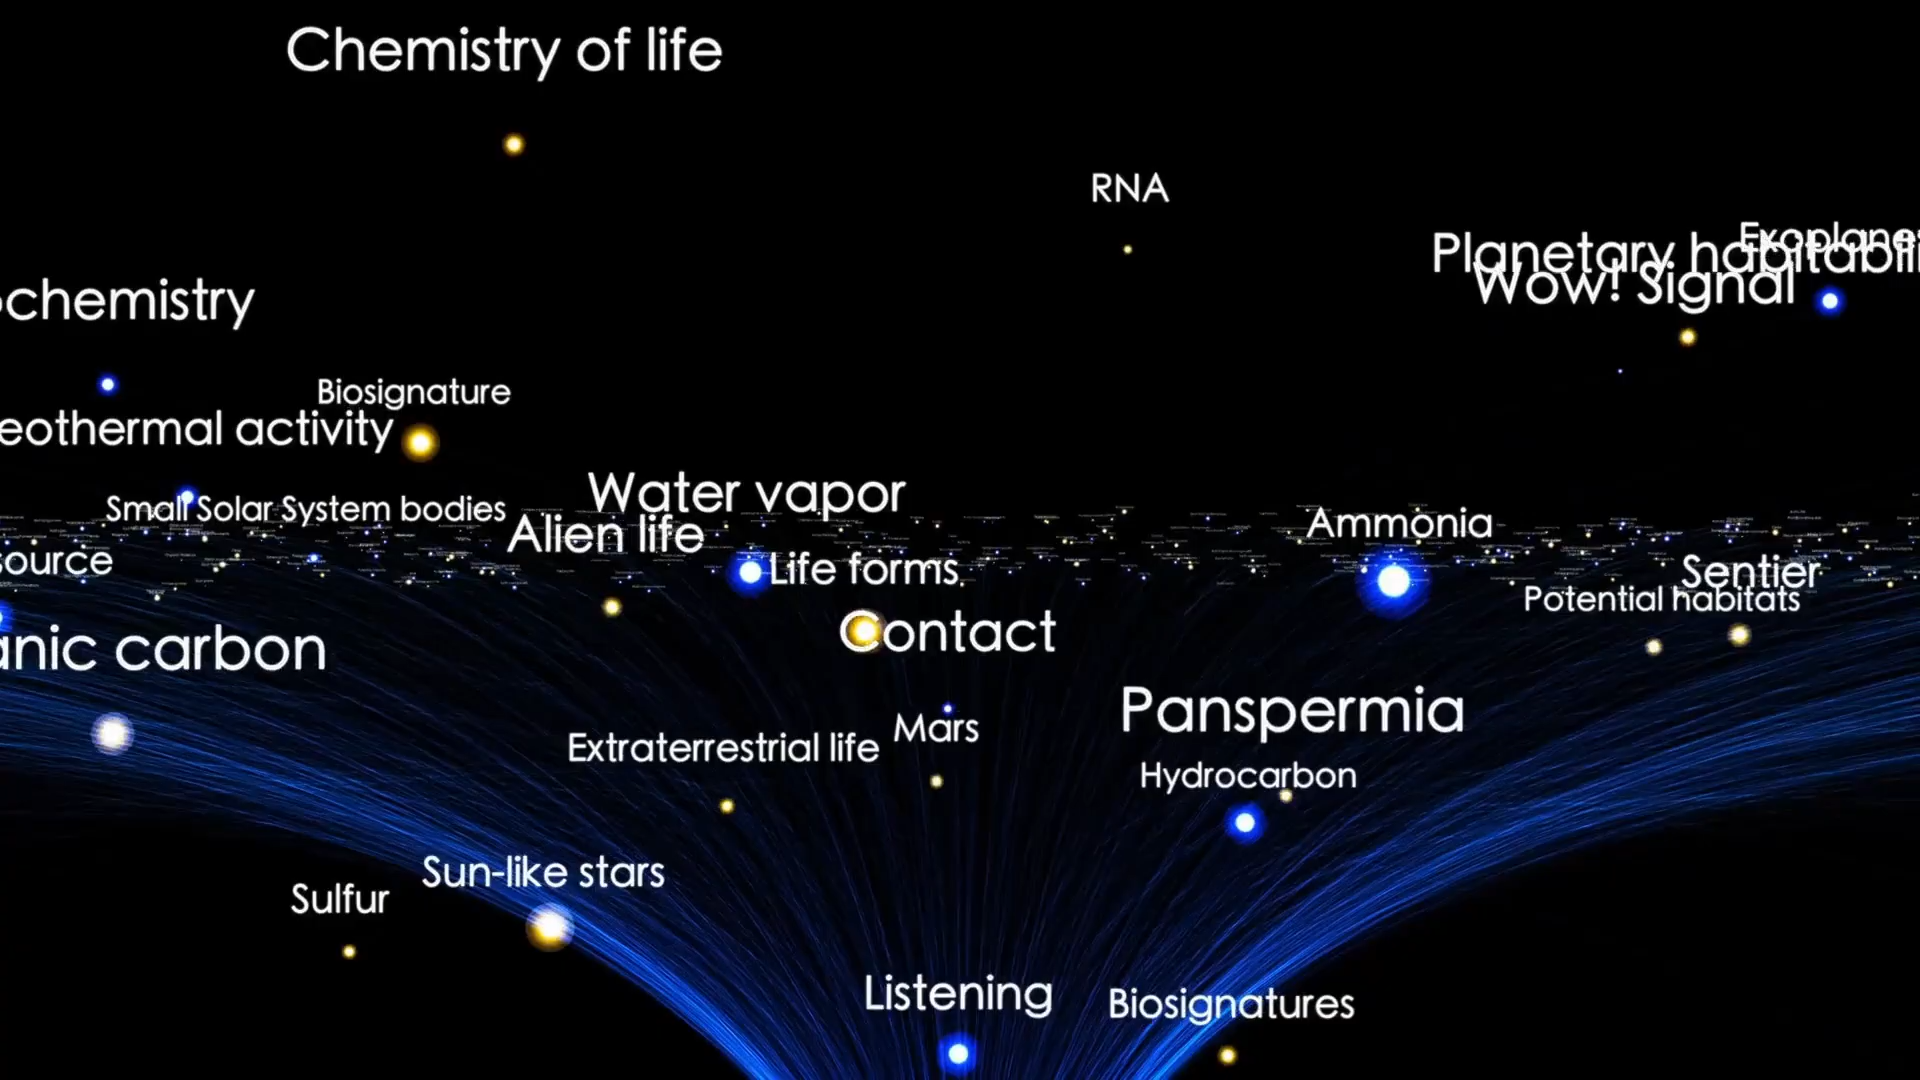 Chemistry of life
RNA
Exoplane
Planetary habitabili
Wow! Signal
ochemistry
Biosignature
eothermal activity
Water vapor
Small Solar System bodies
Alien life
Ammonia
source
Life forms
Sentier
Potential habitats
Contact
anic carbon
Panspermia
Mars
Extraterrestrial life
Hydrocarbon
Sun-like stars
Sulfur
Listening
Biosignatures